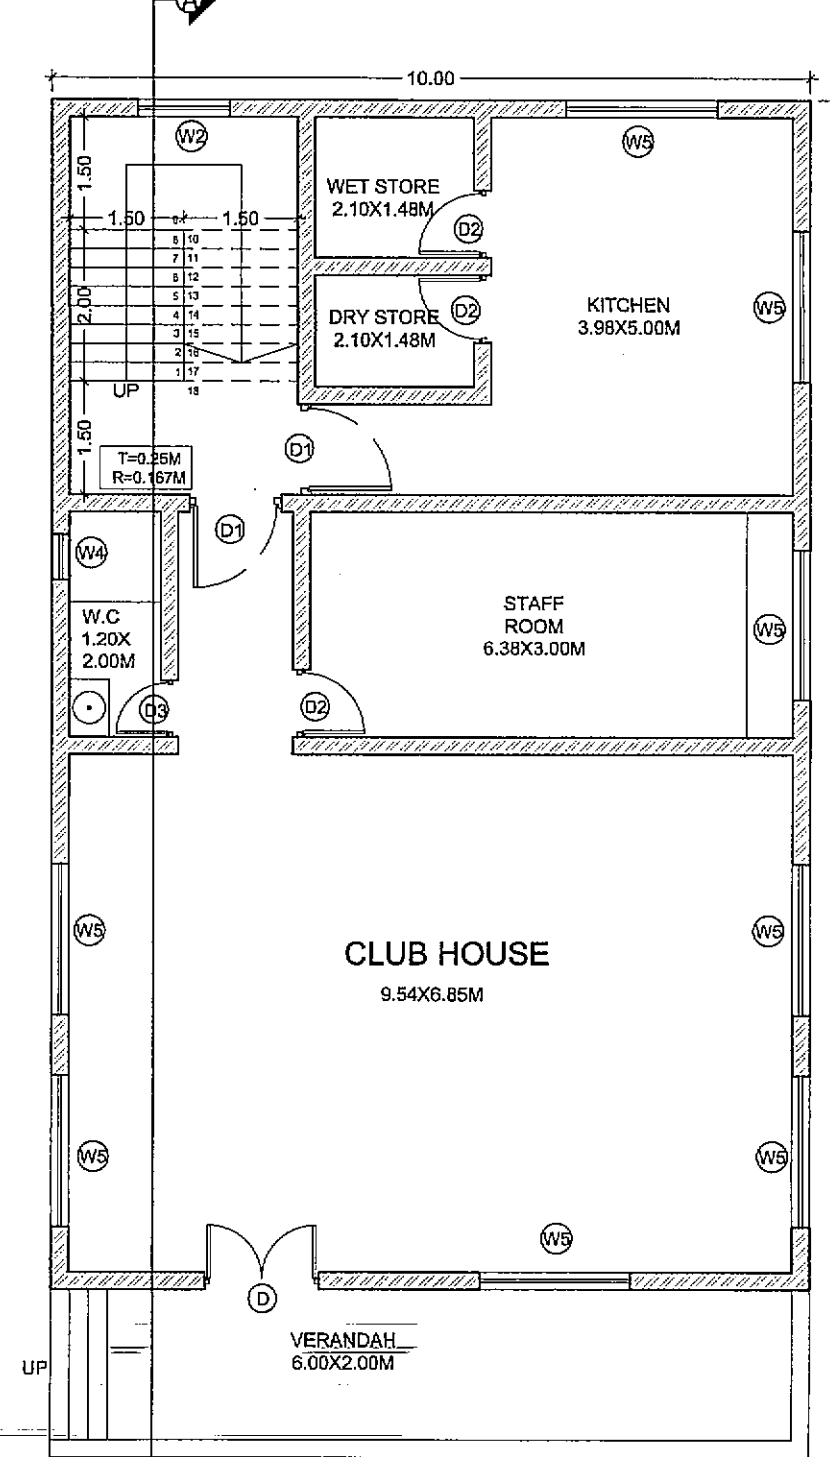 A
10.00
W2
W5
1.50
WET STORE
2.10X1.48M
1.50
1.50
D2
9
8 10
7 11
6 12
5 13
4 14
3 15
2 16
1 17
18
2.00
DRY STORE
2.10X1.48M
D2
KITCHEN
3.98X5.00M
W5
UP
1.50
T=0.25M
R=0.167M
D1
D1
W4
W.C
1.20X
2.00M
STAFF
ROOM
6.38X3.00M
W5
D3
D2
W5
CLUB HOUSE
9.54X6.85M
W5
W5
W5
W5
D
VERANDAH
6.00X2.00M
UP